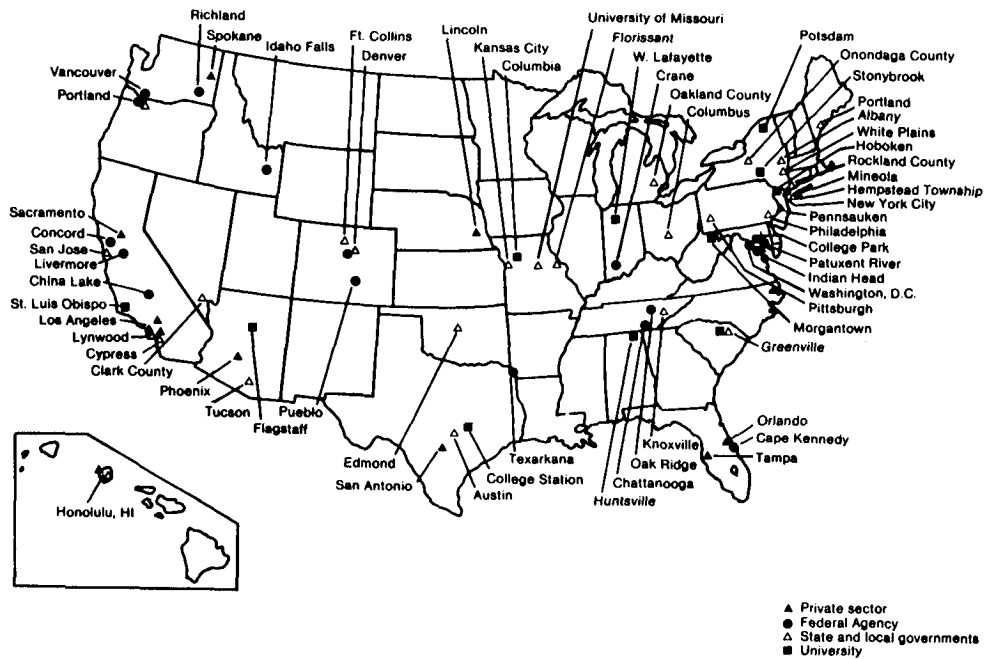 Richland
Spokane
Idaho Falls
Ft. Collins
Denver
Lincoln
Kansas City
Columbia
University of Missouri
Florissant
W. Lafayette
Crane
Oakland County
Columbus
Potsdam
Onondaga County
Stonybrook
Portland
Albany
White Plains
Hoboken
Rockland County
Mineola
Hempstead Township
New York City
Pennsauken
Philadelphia
College Park
Patuxent River
Indian Head
Washington, D.C.
Pittsburgh
Morgantown
Greenville
Vancouver
Portland
Sacramento
Concord
San Jose
Livermore
China Lake
St. Luis Obispo
Los Angeles
Lynwood
Cypress
Clark County
Phoenix
Tucson
Flagstaff
Pueblo
Edmond
San Antonio
Austin
College Station
Texarkana
Knoxville
Oak Ridge
Chattanooga
Huntsville
Orlando
Cape Kennedy
Tampa
Honolulu, HI
Private sector
Federal Agency
State and local governments
University